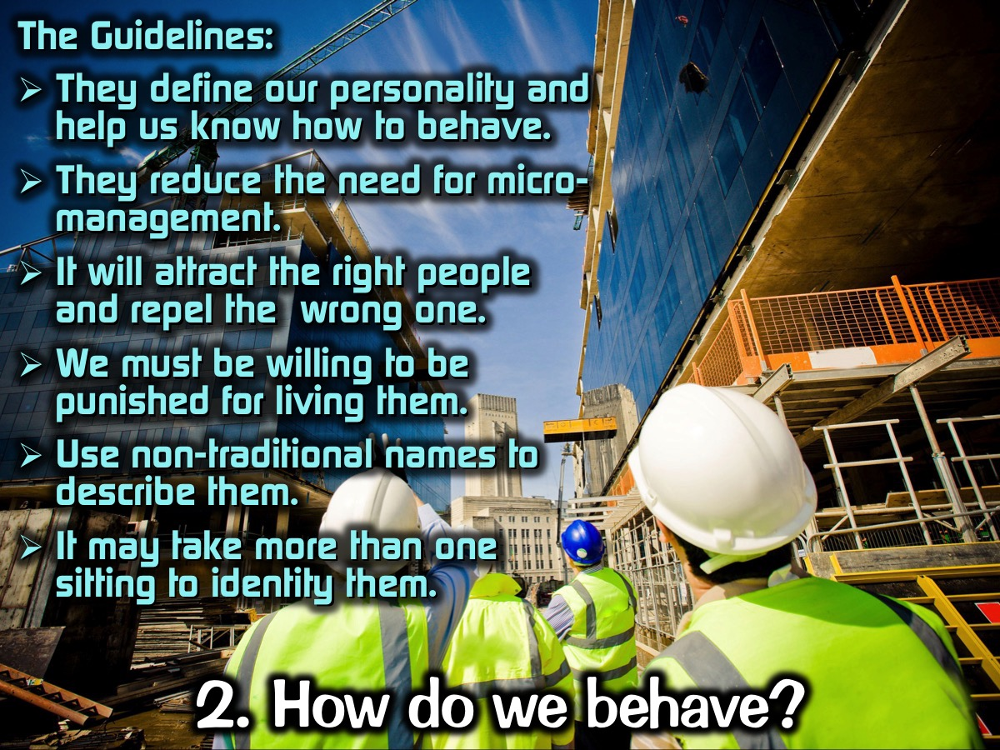 The Guidelines:
➢ They define our personality and
help us know how to behave.
➢ They reduce the need for micro-
management.
➢ It will attract the right people
and repel the  wrong one.
➢ We must be willing to be
punished for living them.
➢ Use non-traditional names to
describe them.
➢ It may take more than one
sitting to identity them.
2. How do we behave?